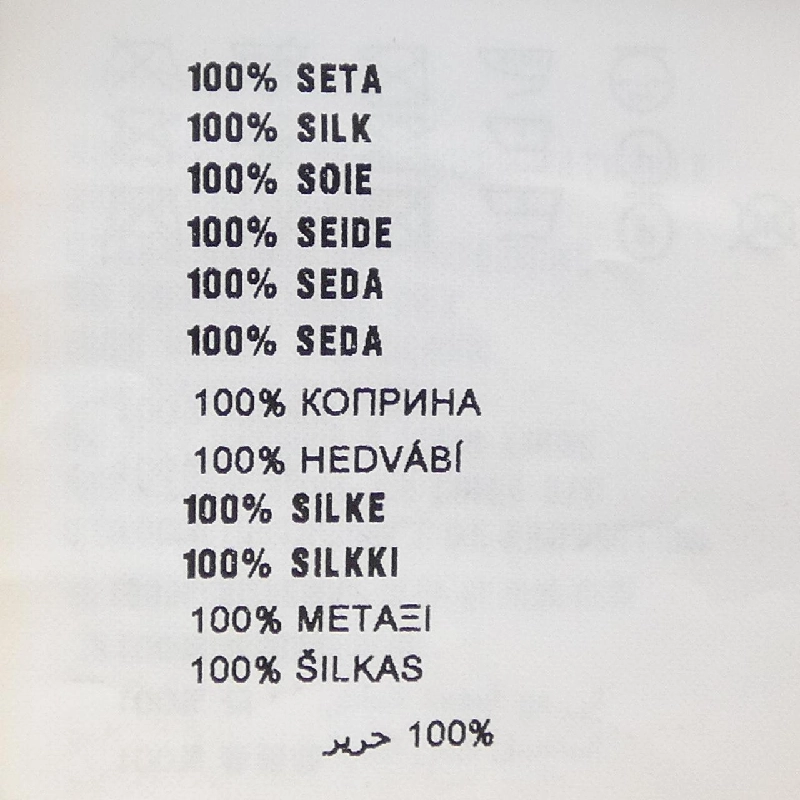 100% SETA
100% SILK
100% SOIE
100% SEIDE
100% SEDA
100% SEDA
100% КОПРИНА
100% HEDVÁBÍ
100% SILKE
100% SILKKI
100% ΜΕΤΑΞΙ
100% ŠILKAS
100% حرير